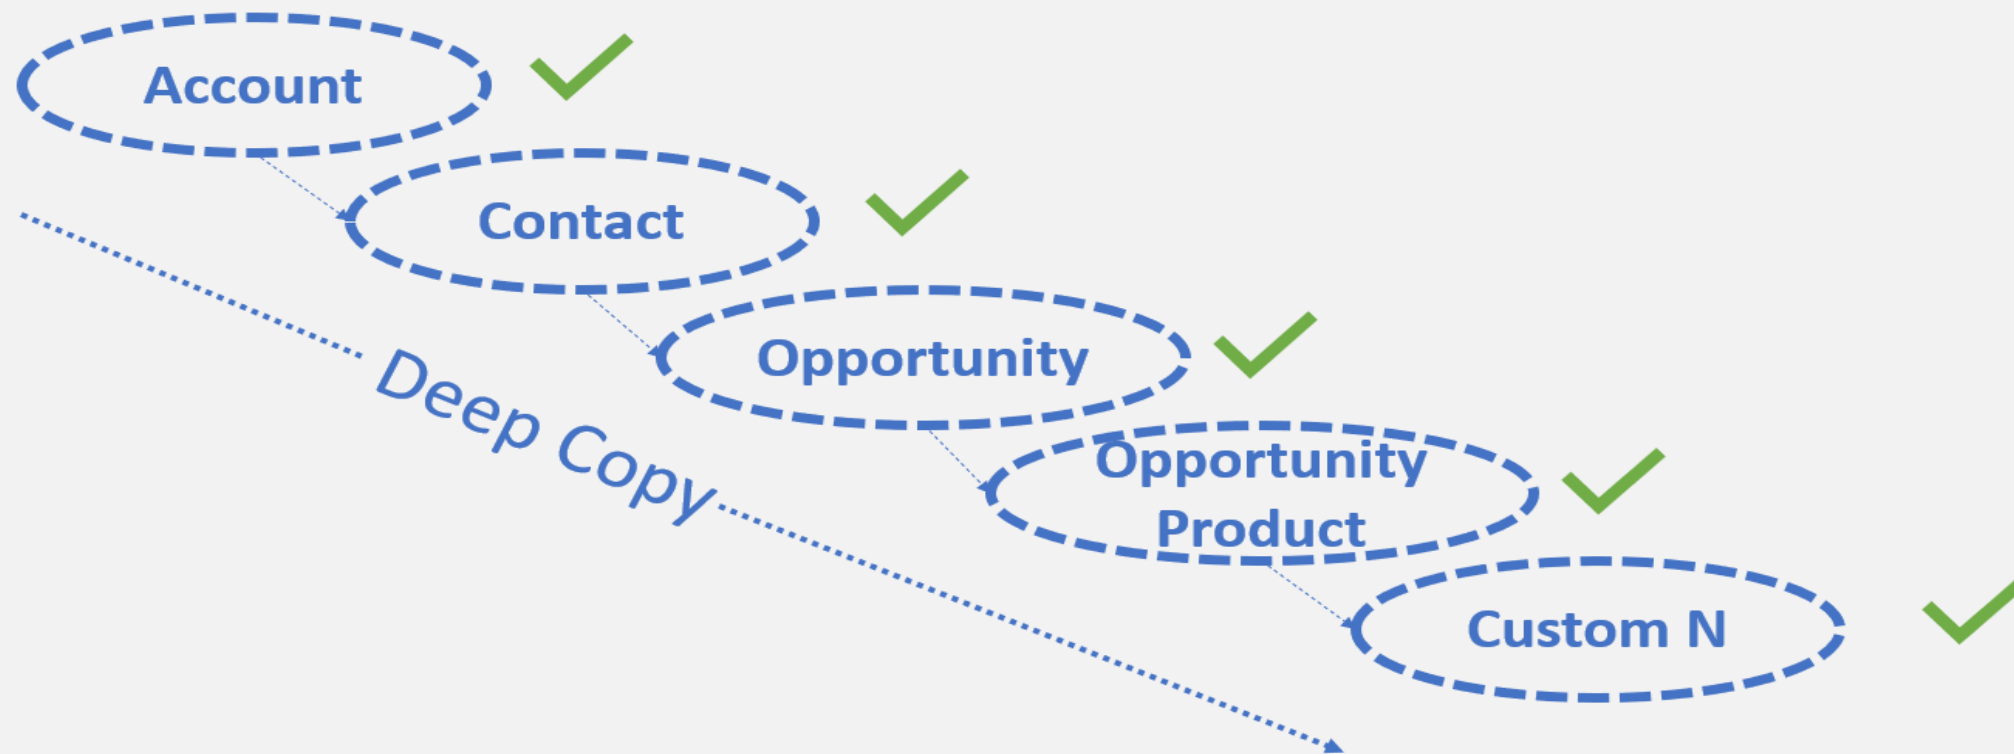 Account
Contact
Opportunity
Deep Copy
Opportunity
Product
Custom N